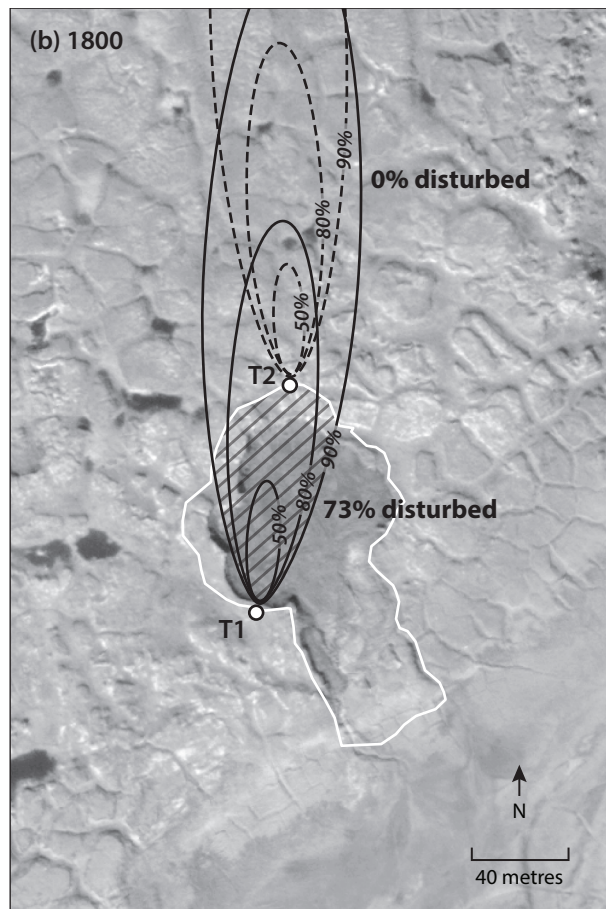 (b) 1800
90%
0% disturbed
80%
50%
T2
90%
80%
73% disturbed
50%
T1
N
40 metres